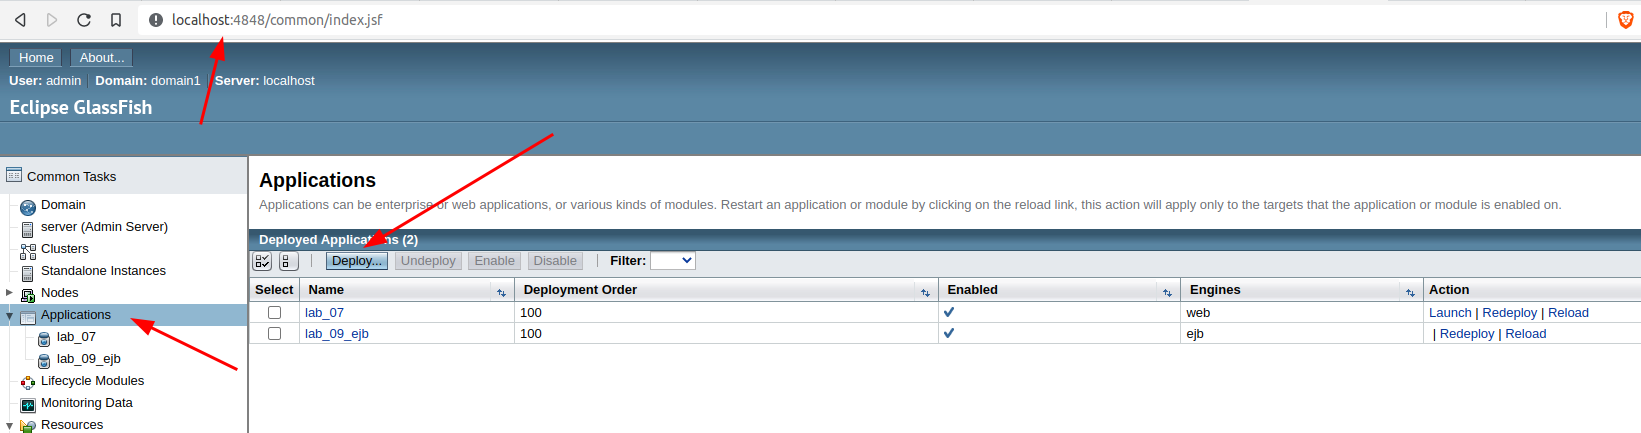 localhost:4848/common/index.jsf
Home About...
User: admin Domain: domain1 Server: localhost
Eclipse GlassFish
Common Tasks
Domain
server (Admin Server)
Clusters
Standalone Instances
Nodes
Applications
lab_07
lab_09_ejb
Lifecycle Modules
Monitoring Data
Resources
Applications
Applications can be enterprise or web applications, or various kinds of modules. Restart an application or module by clicking on the reload link, this action will apply only to the targets that the application or module is enabled on.
Deployed Applications (2)
Deploy... Undeploy Enable Disable Filter:
Select Name Deployment Order Enabled Engines Action
lab_07 100 web Launch | Redeploy | Reload
lab_09_ejb 100 ejb | Redeploy | Reload